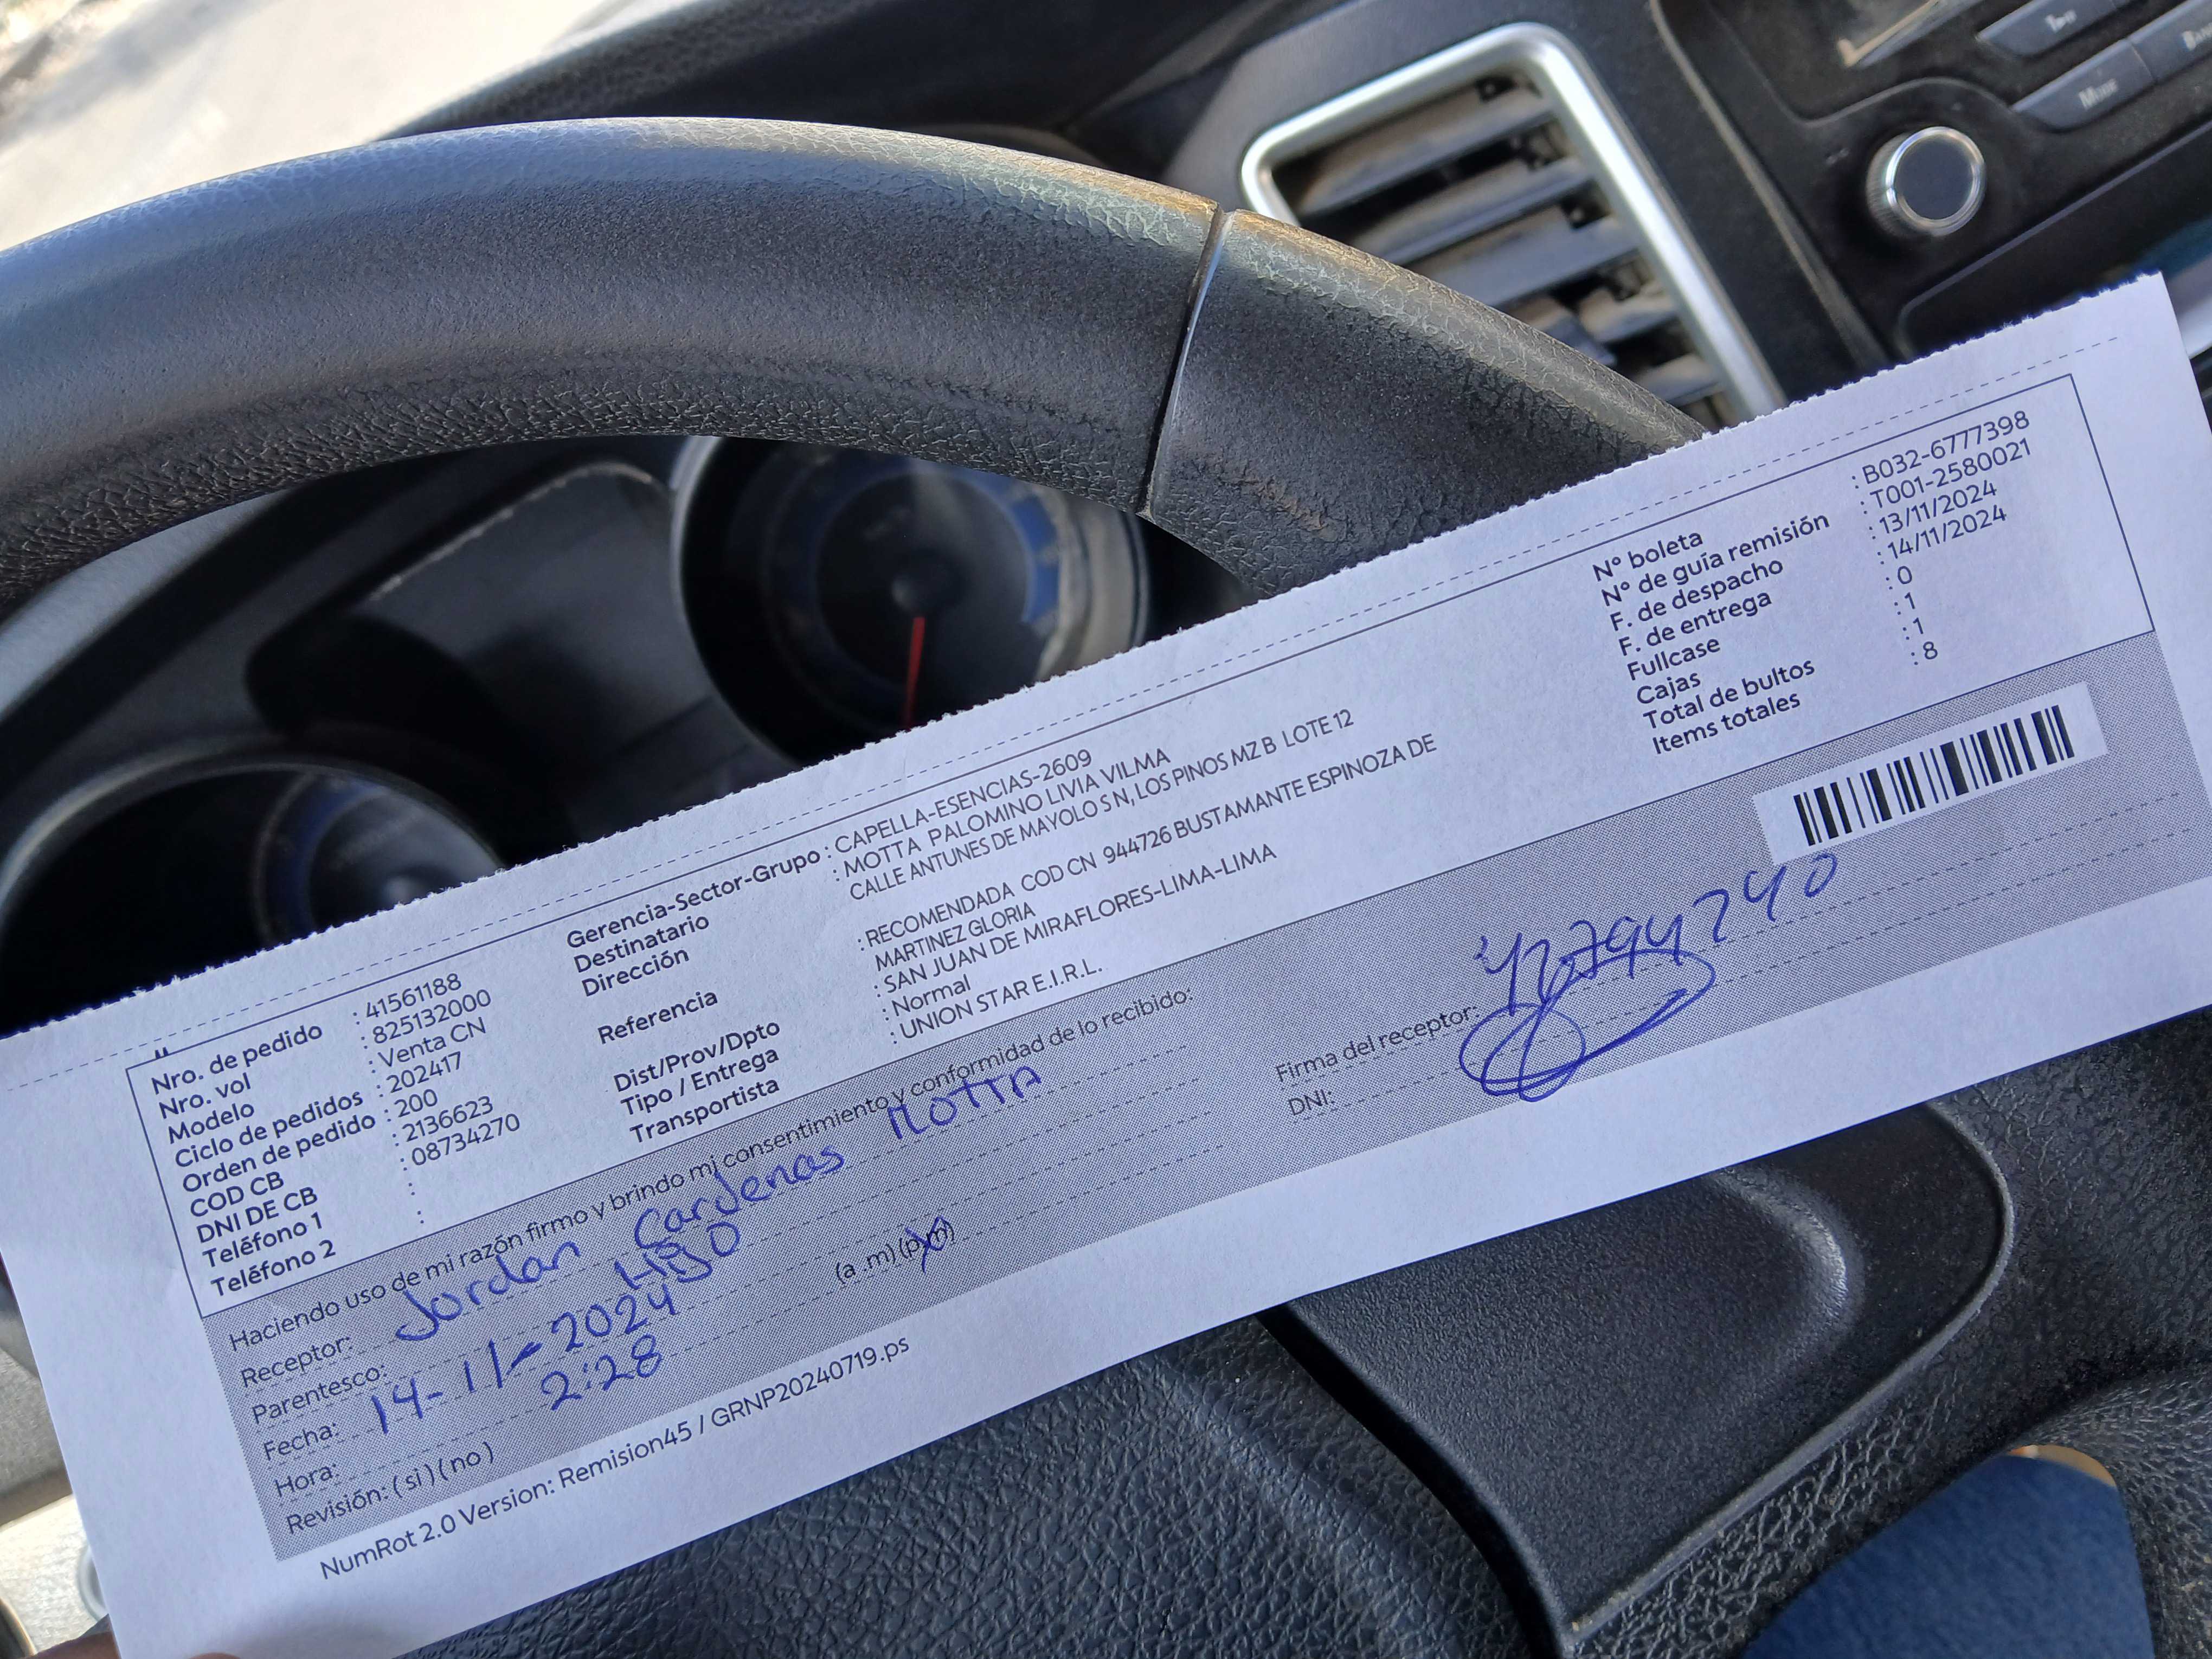 Nro. de pedido : 41561188
Nro. vol : 825132000
Modelo : Venta CN
Ciclo de pedidos : 202417
Orden de pedido : 200
COD CB : 2136623
DNI DE CB : 08734270
Teléfono 1 :
Teléfono 2 :
Gerencia-Sector-Grupo : CAPELLA-ESENCIAS-2609
Destinatario : MOTTA PALOMINO LIVIA VILMA
Dirección CALLE ANTUNES DE MAYOLO S N, LOS PINOS MZ B LOTE 12
Referencia : RECOMENDADA COD CN 944726 BUSTAMANTE ESPINOZA DE
MARTINEZ GLORIA
Dist/Prov/Dpto : SAN JUAN DE MIRAFLORES-LIMA-LIMA
Tipo / Entrega : Normal
Transportista : UNION STAR E.I.R.L.
Nº boleta : B032-6777398
Nº de guía remisión : T001-2580021
F. de despacho : 13/11/2024
F. de entrega : 14/11/2024
Fullcase : 0
Cajas : 1
Total de bultos : 1
Items totales : 8
Haciendo uso de mi razón firmo y brindo mi consentimiento y conformidad de lo recibido:
Receptor: Jordan Cardenas MOTTA
Parentesco: Hijo
Fecha: 14-11-2024
Hora: 2:28 (a .m) (p.m)
Revisión: ( si ) ( no )
Firma del receptor:
DNI:
NumRot 2.0 Version: Remision45 / GRNP20240719.ps
MODE